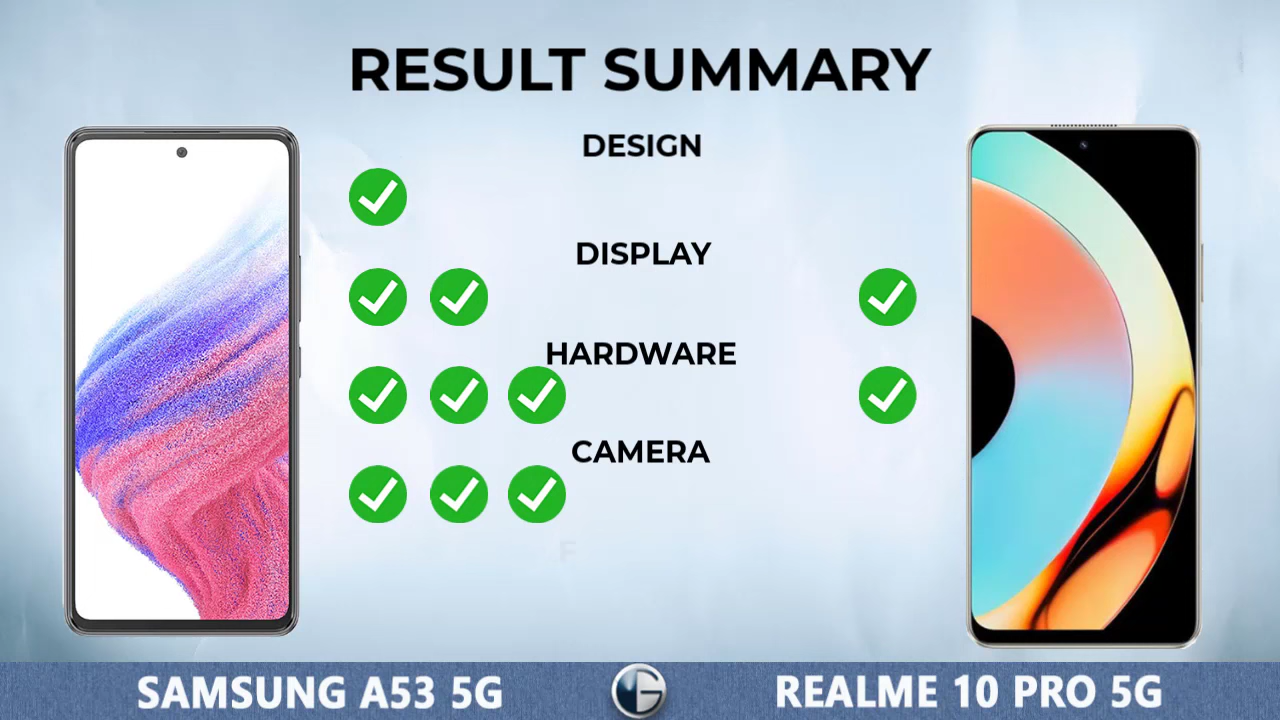 RESULT SUMMARY
DESIGN
DISPLAY
HARDWARE
CAMERA
F
SAMSUNG A53 5G
REALME 10 PRO 5G